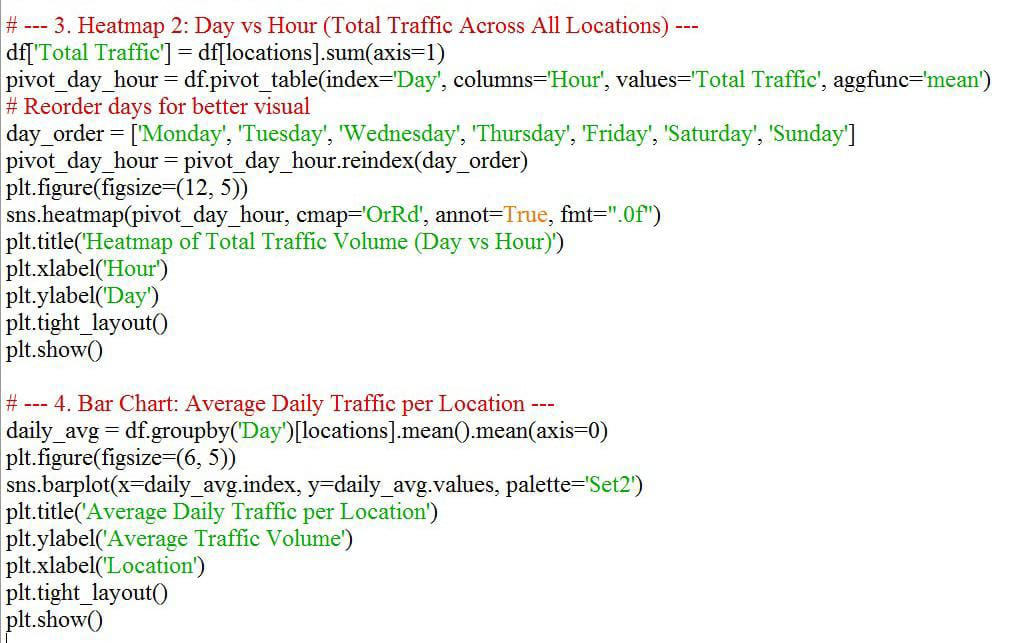 # --- 3. Heatmap 2: Day vs Hour (Total Traffic Across All Locations) ---
df['Total Traffic'] = df[locations].sum(axis=1)
pivot_day_hour = df.pivot_table(index='Day', columns='Hour', values='Total Traffic', aggfunc='mean')
# Reorder days for better visual
day_order = ['Monday', 'Tuesday', 'Wednesday', 'Thursday', 'Friday', 'Saturday', 'Sunday']
pivot_day_hour = pivot_day_hour.reindex(day_order)
plt.figure(figsize=(12, 5))
sns.heatmap(pivot_day_hour, cmap='OrRd', annot=True, fmt=".0f")
plt.title('Heatmap of Total Traffic Volume (Day vs Hour)')
plt.xlabel('Hour')
plt.ylabel('Day')
plt.tight_layout()
plt.show()
# --- 4. Bar Chart: Average Daily Traffic per Location ---
daily_avg = df.groupby('Day')[locations].mean().mean(axis=0)
plt.figure(figsize=(6, 5))
sns.barplot(x=daily_avg.index, y=daily_avg.values, palette='Set2')
plt.title('Average Daily Traffic per Location')
plt.ylabel('Average Traffic Volume')
plt.xlabel('Location')
plt.tight_layout()
plt.show()